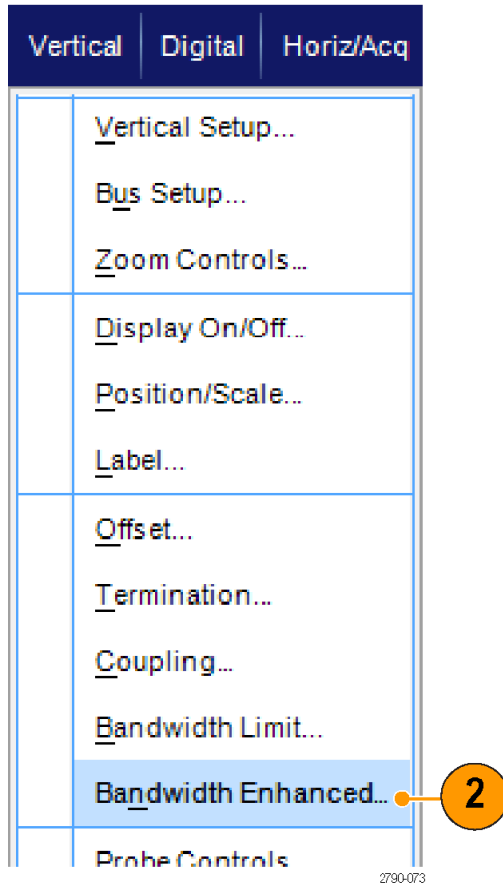 Vertical Digital Horiz/Acq
Vertical Setup...
Bus Setup...
Zoom Controls...
Display On/Off...
Position/Scale...
Label...
Offset...
Termination...
Coupling...
Bandwidth Limit...
Bandwidth Enhanced... 2
Probe Controls
2790-073